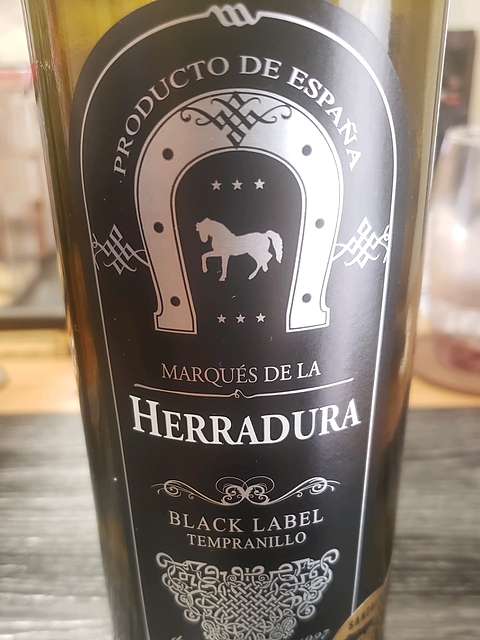 PRODUCTO DE ESPAÑA
MARQUÉS DE LA
HERRADURA
BLACK LABEL
TEMPRANILLO